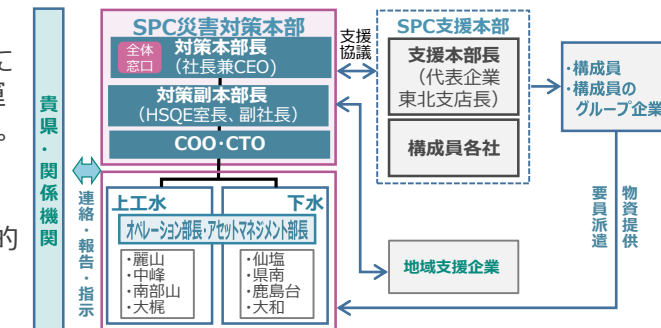 に
運
。
的
貴県・関係機関
連絡・報告・指示
SPC災害対策本部
全体
窓口
対策本部長
（社長兼CEO）
対策副本部長
（HSQE室長、副社長）
COO・CTO
上工水
下水
オペレーション部長・アセットマネジメント部長
・麗山
・中峰
・南部山
・大梶
・仙塩
・県南
・鹿島台
・大和
支援
協議
SPC支援本部
支援本部長
（代表企業
東北支店長）
構成員各社
・構成員
・構成員の
グループ企業
要員派遣
物資提供
地域支援企業